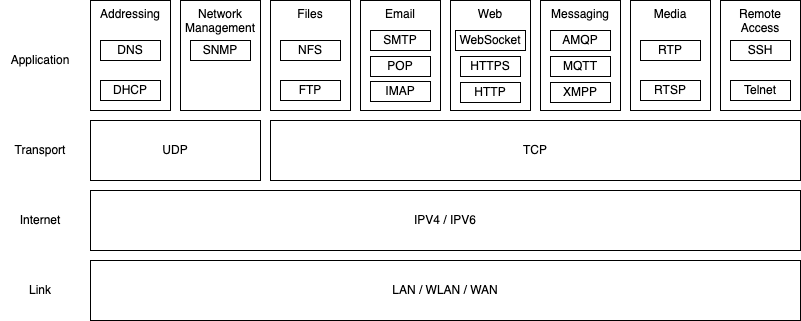 Addressing
Network
Management
Files
Email
Web
Messaging
Media
Remote
Access
Application
DNS
DHCP
SNMP
NFS
FTP
SMTP
POP
IMAP
WebSocket
HTTPS
HTTP
AMQP
MQTT
XMPP
RTP
RTSP
SSH
Telnet
Transport
UDP
TCP
Internet
IPV4 / IPV6
Link
LAN / WLAN / WAN